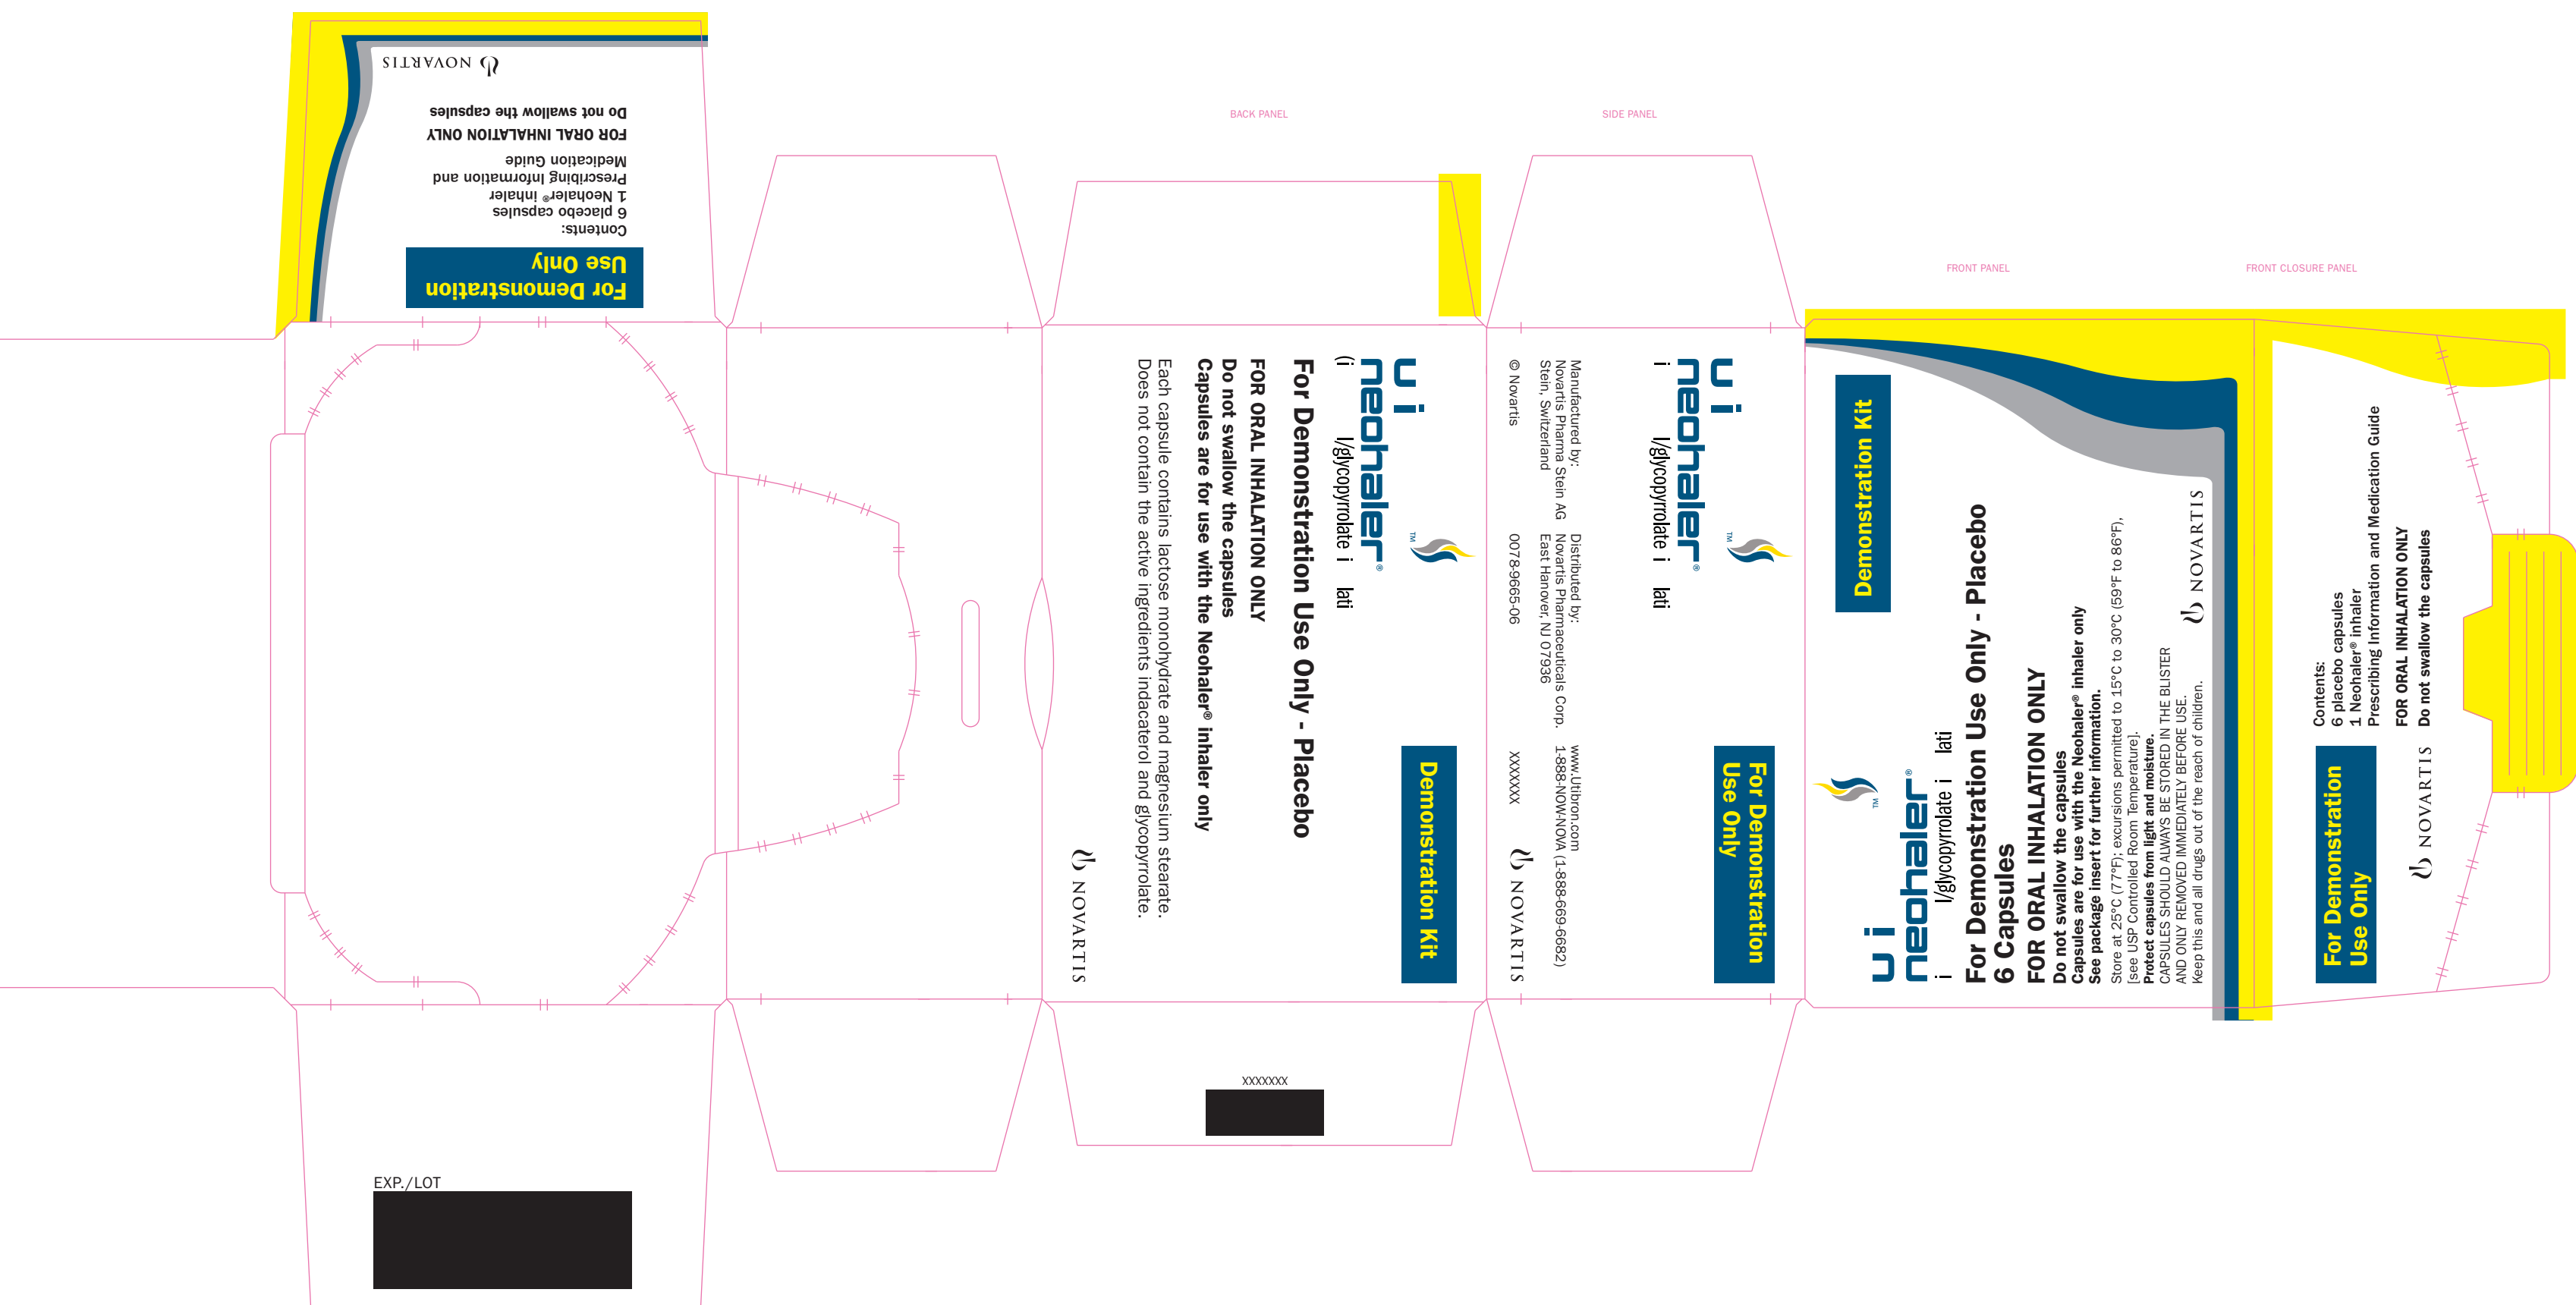 NOVARTIS
Do not swallow the capsules
FOR ORAL INHALATION ONLY
Medication Guide
Prescribing Information and
1 Neohaler® inhaler
6 placebo capsules
Contents:
Use Only
For Demonstration
EXP./LOT
BACK PANEL
u i
neohaler®
TM
(i l/glycopyrrolate i lati
For Demonstration Use Only - Placebo
FOR ORAL INHALATION ONLY
Do not swallow the capsules
Capsules are for use with the Neohaler® inhaler only
Each capsule contains lactose monohydrate and magnesium stearate.
Does not contain the active ingredients indacaterol and glycopyrrolate.
Demonstration Kit
NOVARTIS
XXXXXXX
SIDE PANEL
u i
neohaler®
TM
i l/glycopyrrolate i lati
For Demonstration
Use Only
Manufactured by:
Novartis Pharma Stein AG
Stein, Switzerland
© Novartis
Distributed by:
Novartis Pharmaceuticals Corp.
East Hanover, NJ 07936
0078-9665-06
www.Utibron.com
1-888-NOW-NOVA (1-888-669-6682)
XXXXXXX
NOVARTIS
FRONT PANEL
Demonstration Kit
u i
neohaler®
TM
i l/glycopyrrolate i lati
For Demonstration Use Only - Placebo
6 Capsules
FOR ORAL INHALATION ONLY
Do not swallow the capsules
Capsules are for use with the Neohaler® inhaler only
See package insert for further information.
Store at 25°C (77°F); excursions permitted to 15°C to 30°C (59°F to 86°F),
[see USP Controlled Room Temperature].
Protect capsules from light and moisture.
CAPSULES SHOULD ALWAYS BE STORED IN THE BLISTER
AND ONLY REMOVED IMMEDIATELY BEFORE USE.
Keep this and all drugs out of the reach of children.
NOVARTIS
FRONT CLOSURE PANEL
Contents:
6 placebo capsules
1 Neohaler® inhaler
Prescribing Information and Medication Guide
FOR ORAL INHALATION ONLY
Do not swallow the capsules
For Demonstration
Use Only
NOVARTIS